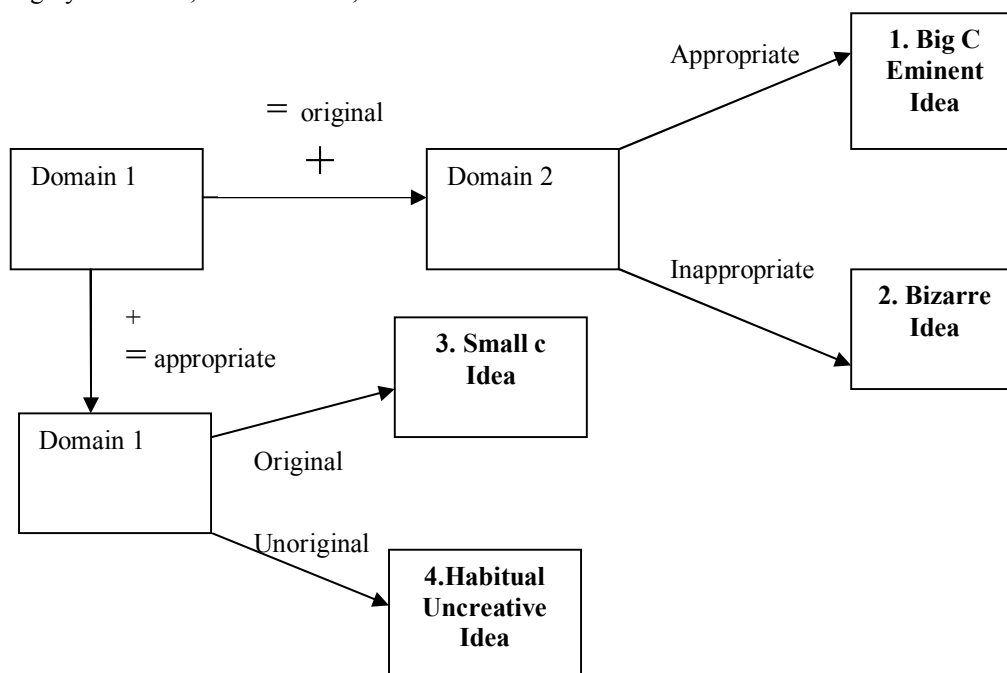 Appropriate
1. Big C
Eminent
Idea
= original
+
Domain 1
Domain 2
Inappropriate
2. Bizarre
Idea
+
= appropriate
3. Small c
Idea
Domain 1
Original
Unoriginal
4.Habitual
Uncreative
Idea